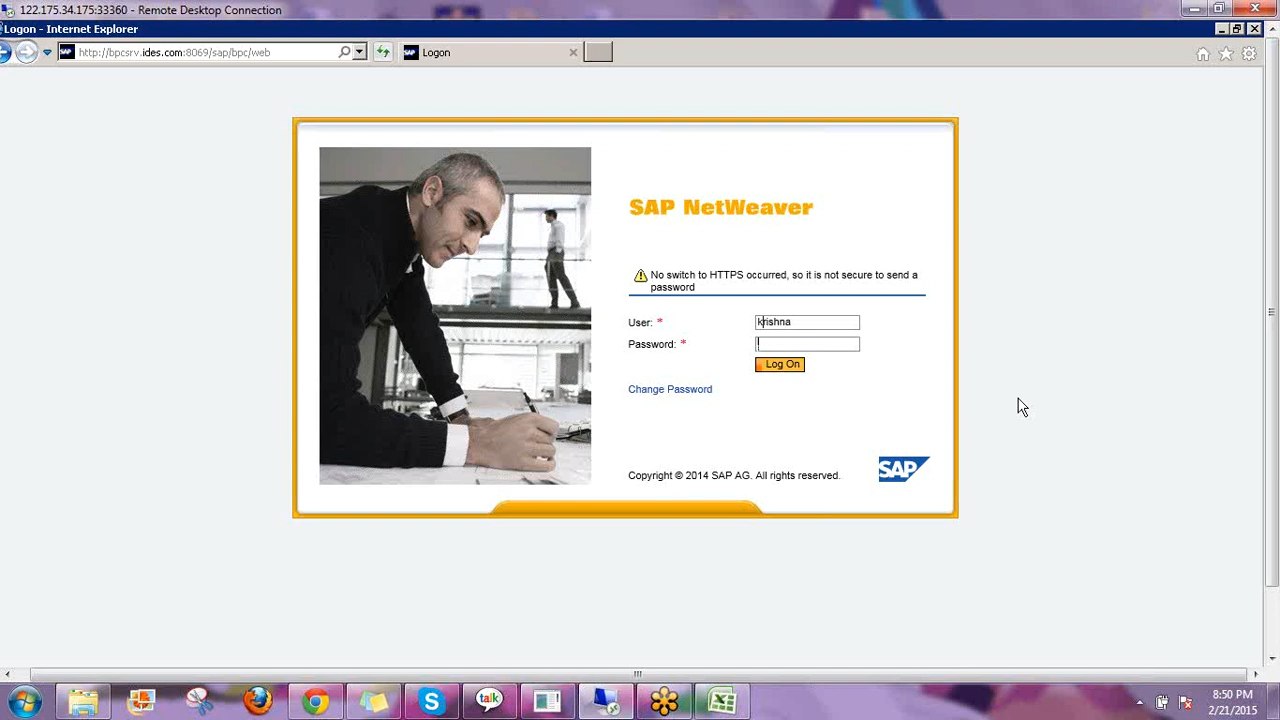 122.175.34.175:33360 - Remote Desktop Connection
Logon - Internet Explorer
http://bpcsrv.ides.com:8069/sap/bpc/web
SAP
Logon
SAP NetWeaver
No switch to HTTPS occurred, so it is not secure to send a
password
User: *
krishna
Password: *
Log On
Change Password
Copyright © 2014 SAP AG. All rights reserved.
SAP
talk
8:50 PM
2/21/2015